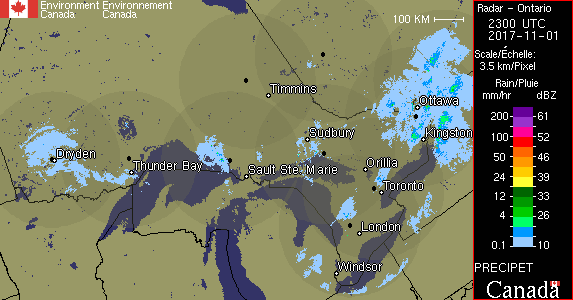 Environment Environnement
Canada Canada
100 KM
Timmins
Ottawa
Sudbury
Kingston
Dryden
Thunder Bay
Sault Ste. Marie
Orillia
Toronto
London
Windsor
Radar - Ontario
2300 UTC
2017-11-01
Scale/Échelle:
3.5 km/Pixel
Rain/Pluie
mm/hr dBZ
200 61
100 52
50 46
24 39
12 33
4 26
0.1 10
PRECIPET
Canada